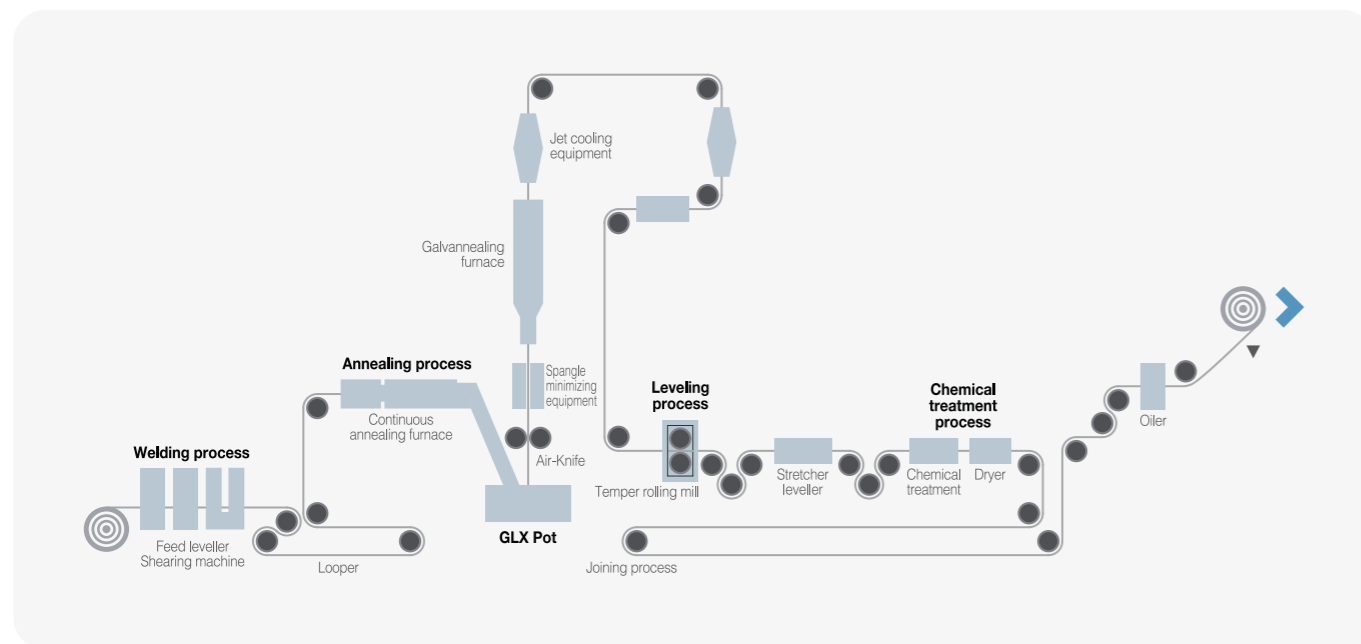 Jet cooling
equipment
Galvannealing
furnace
Annealing process
Spangle
minimizing
equipment
Continuous
annealing furnace
Air-Knife
Welding process
Feed leveller
Shearing machine
Looper
GLX Pot
Leveling
process
Temper rolling mill
Stretcher
leveller
Chemical
treatment
process
Chemical
treatment
Dryer
Joining process
Oiler